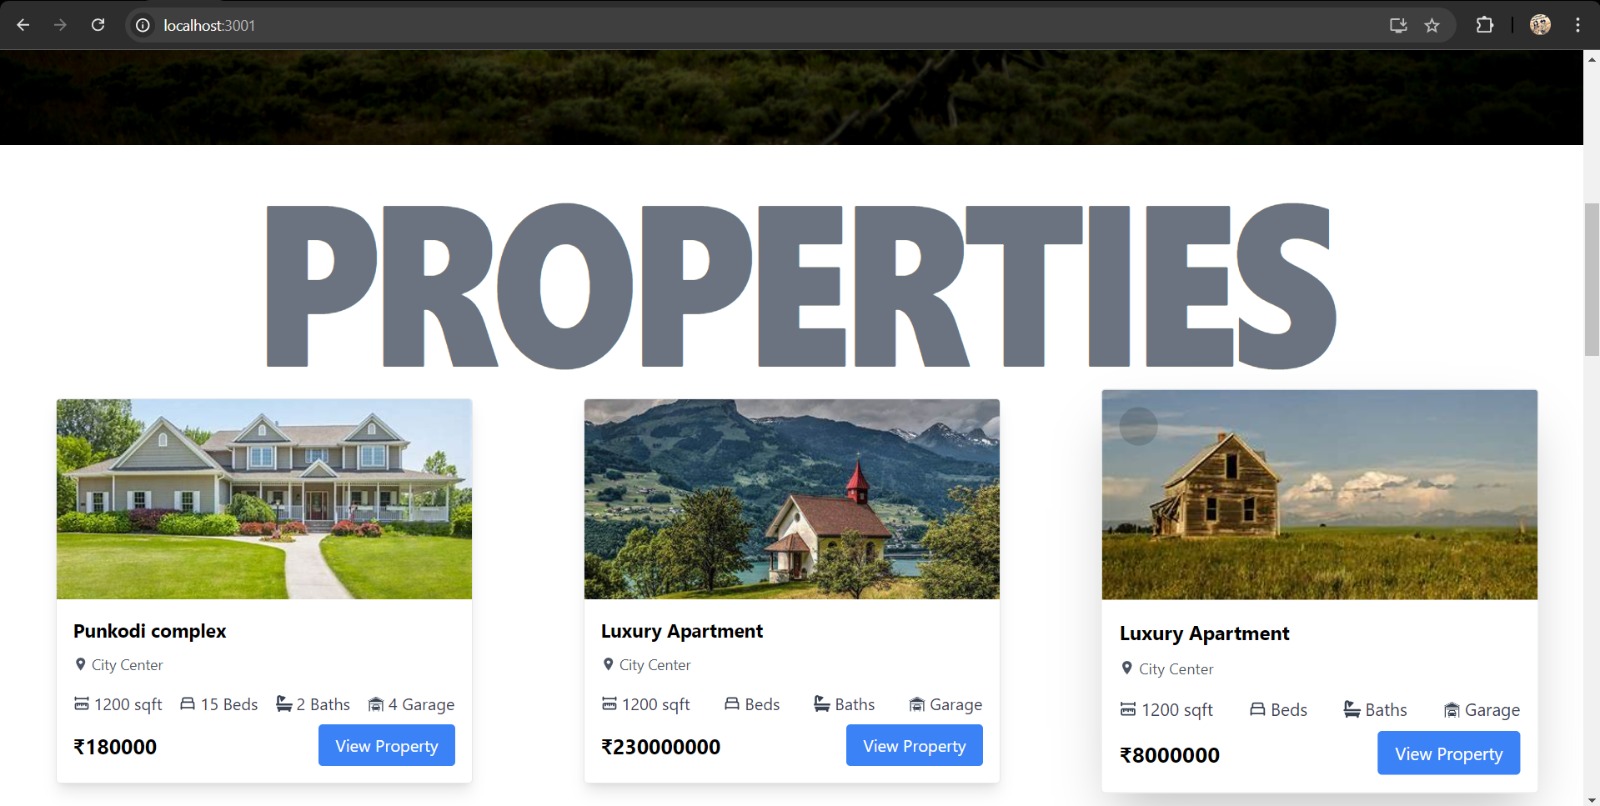 localhost:3001
PROPERTIES
Punkodi complex
City Center
1200 sqft 15 Beds 2 Baths 4 Garage
₹180000 View Property
Luxury Apartment
City Center
1200 sqft Beds Baths Garage
₹230000000 View Property
Luxury Apartment
City Center
1200 sqft Beds Baths Garage
₹8000000 View Property